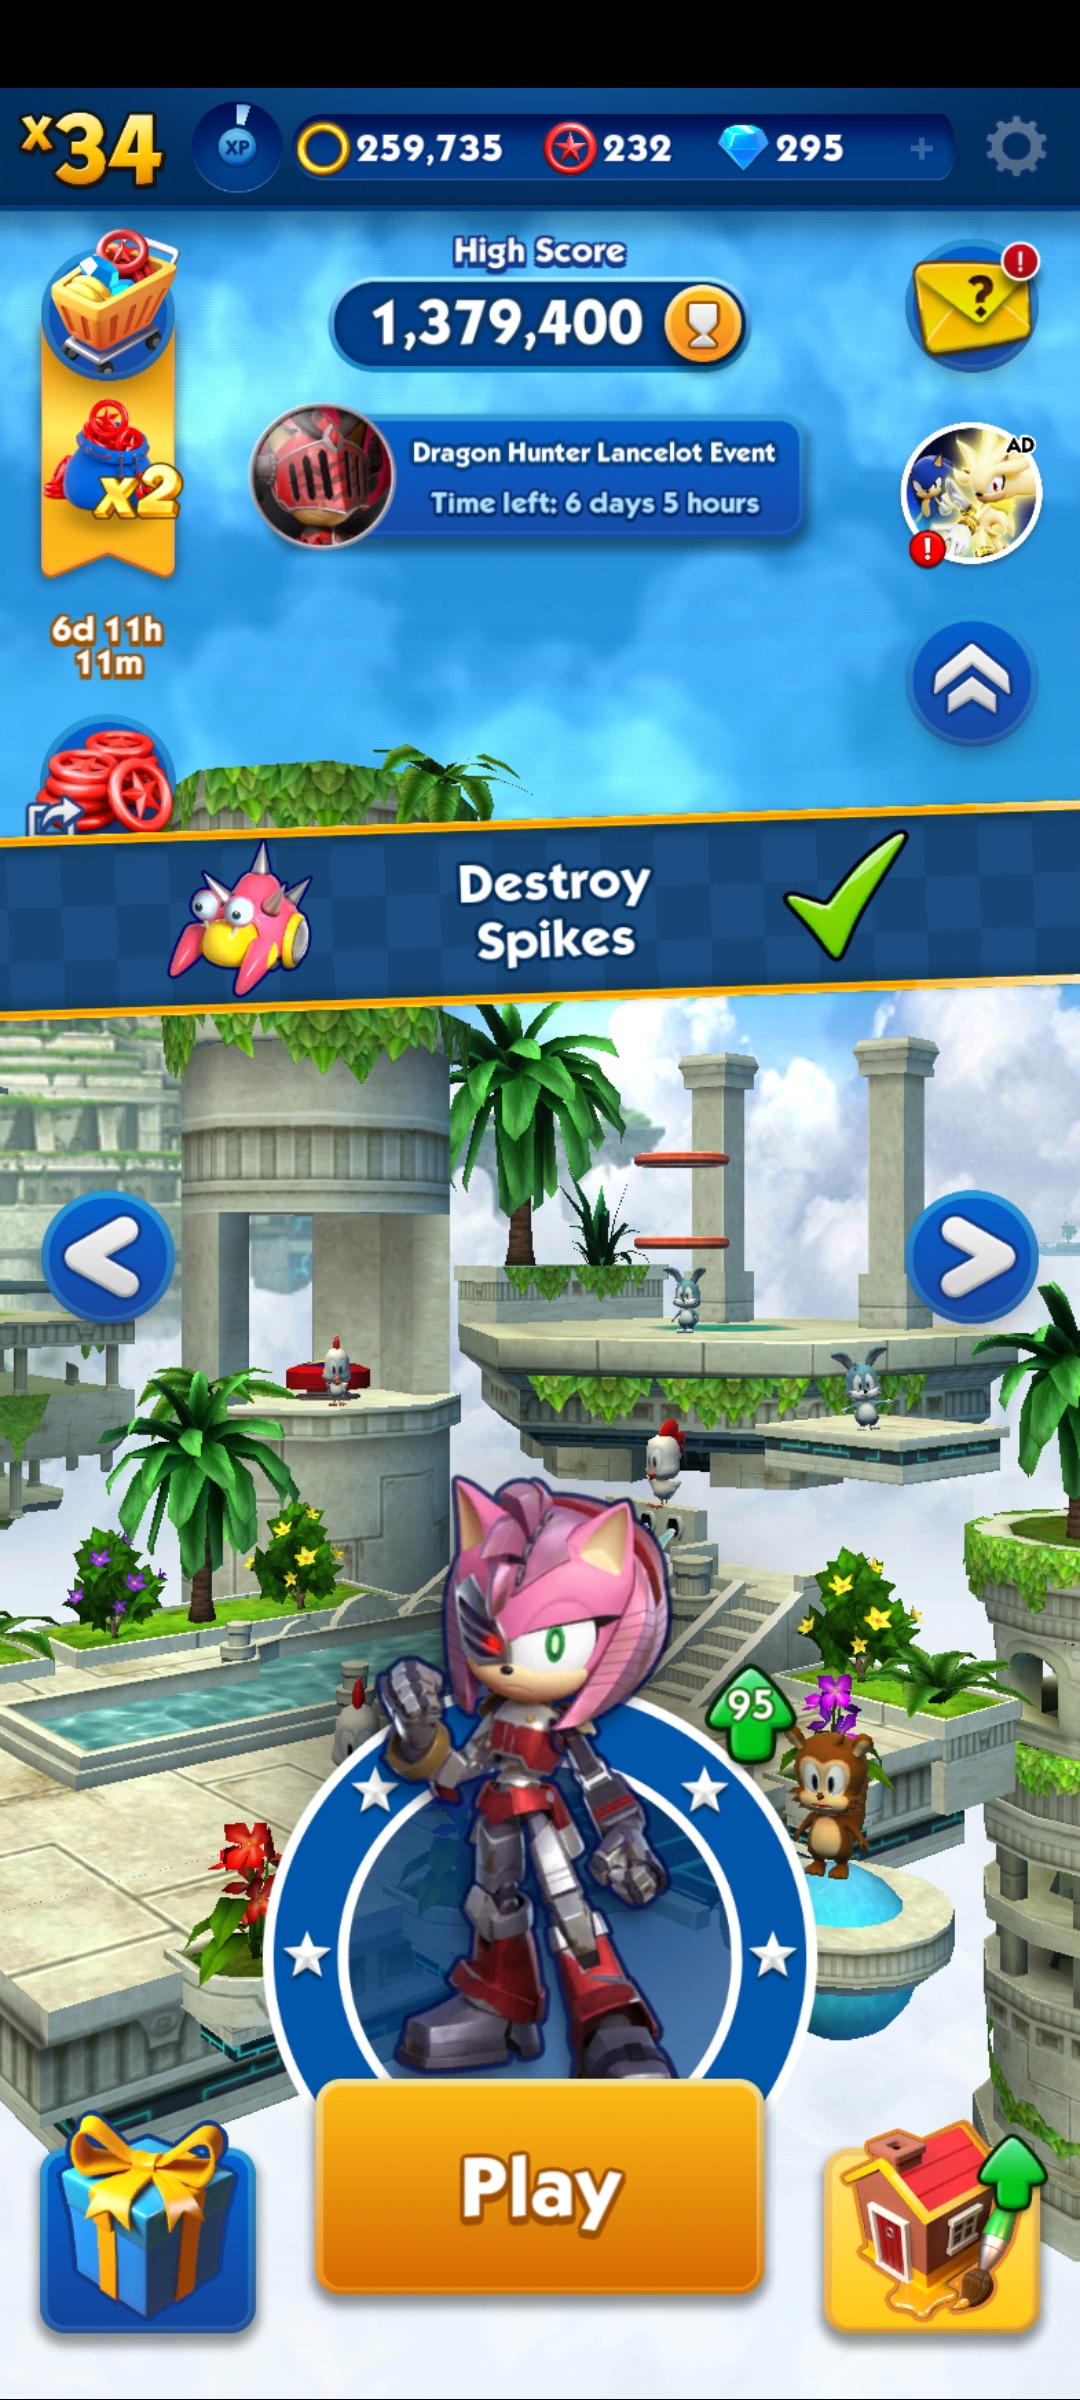 x34
XP
259,735
232
295
+
High Score
1,379,400
?
!
Dragon Hunter Lancelot Event
Time left: 6 days 5 hours
AD
!
x2
6d 11h
11m
Destroy
Spikes
95
Play